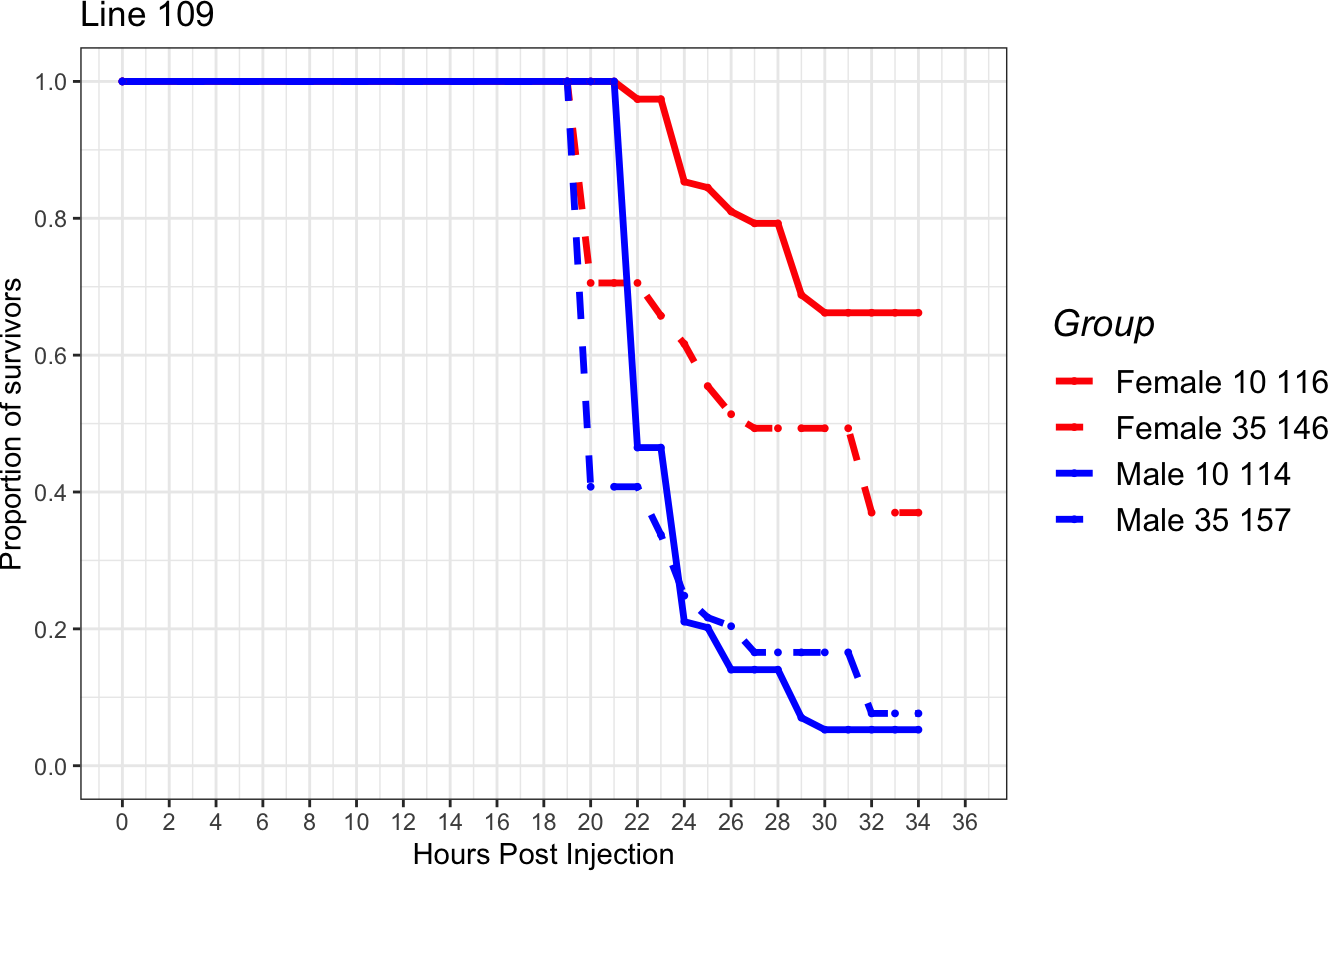 Line 109
1.0
0.8
0.6
0.4
0.2
0.0
Proportion of survivors
0 2 4 6 8 10 12 14 16 18 20 22 24 26 28 30 32 34 36
Hours Post Injection
Group
Female 10 116
Female 35 146
Male 10 114
Male 35 157